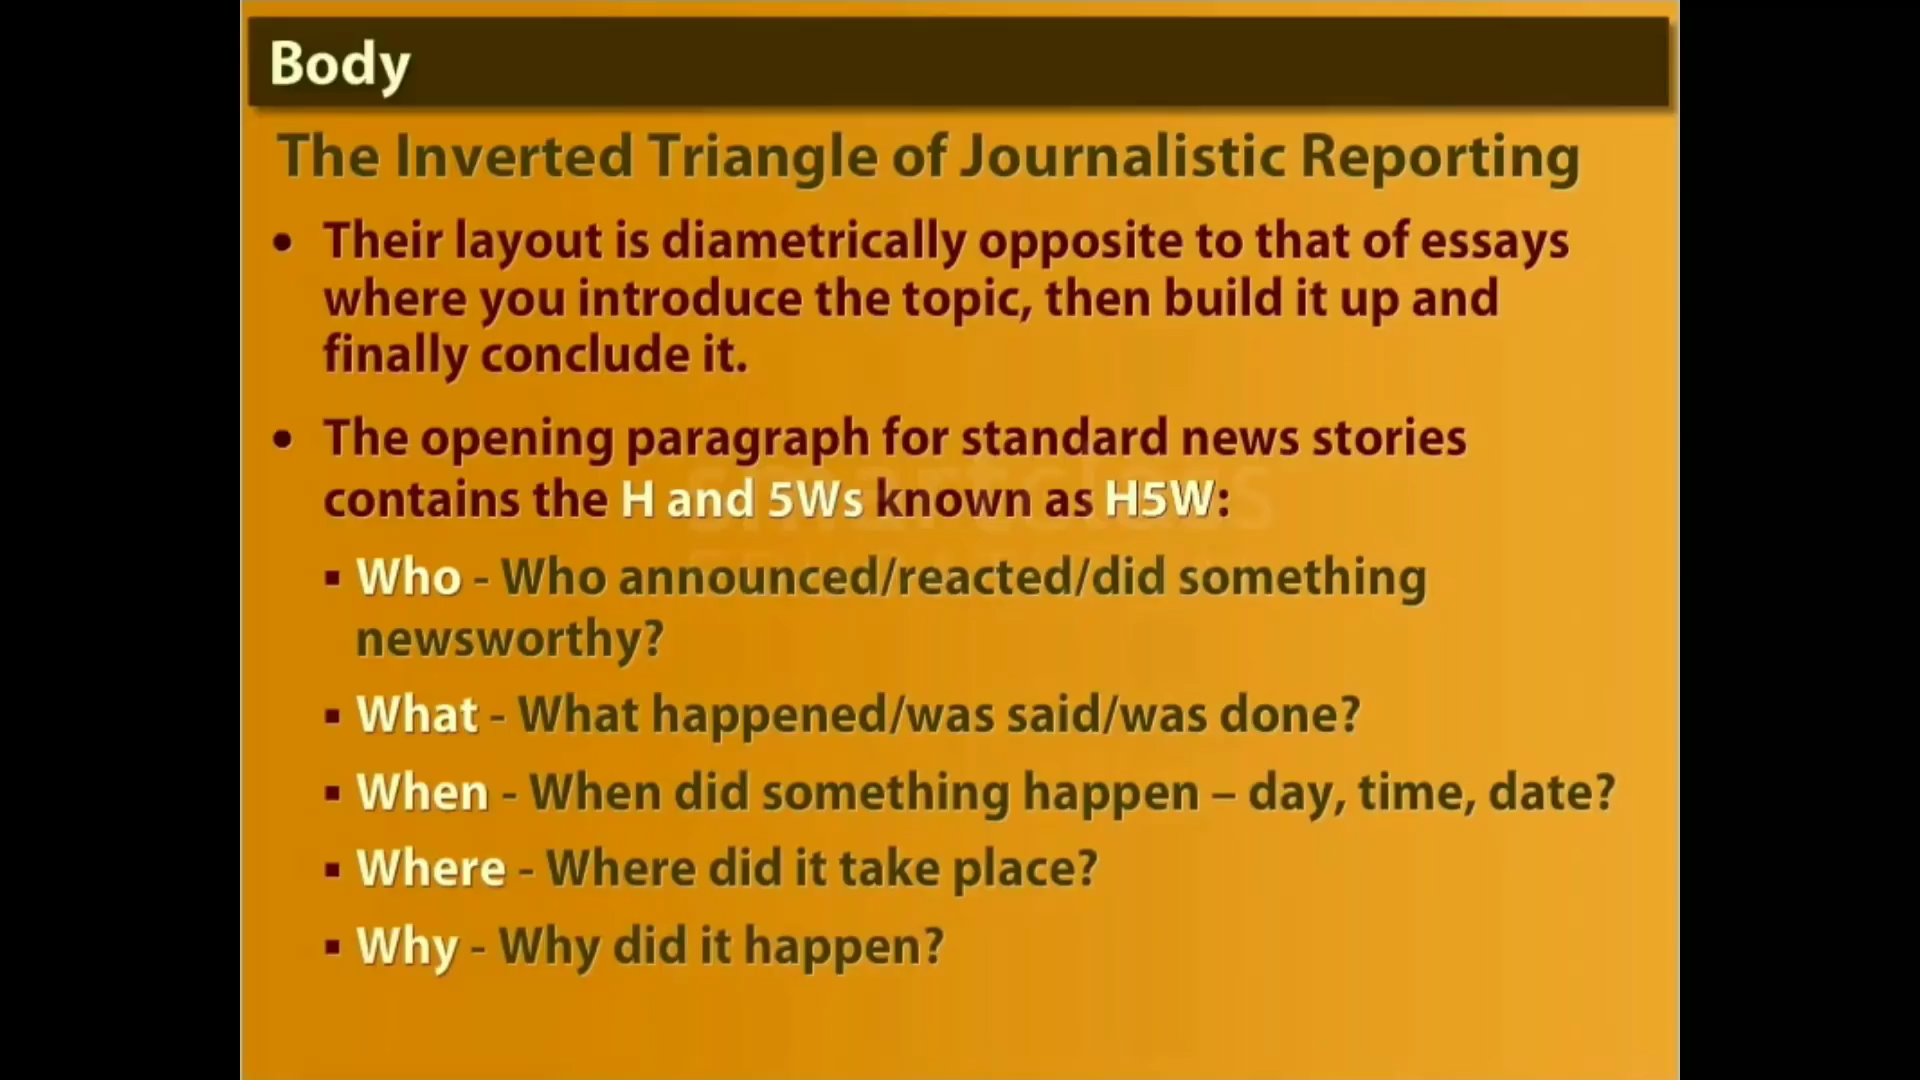 Body
The Inverted Triangle of Journalistic Reporting
• Their layout is diametrically opposite to that of essays
where you introduce the topic, then build it up and
finally conclude it.
• The opening paragraph for standard news stories
contains the H and 5Ws known as H5W:
▪ Who - Who announced/reacted/did something
newsworthy?
▪ What - What happened/was said/was done?
▪ When - When did something happen – day, time, date?
▪ Where - Where did it take place?
▪ Why - Why did it happen?
smartclass